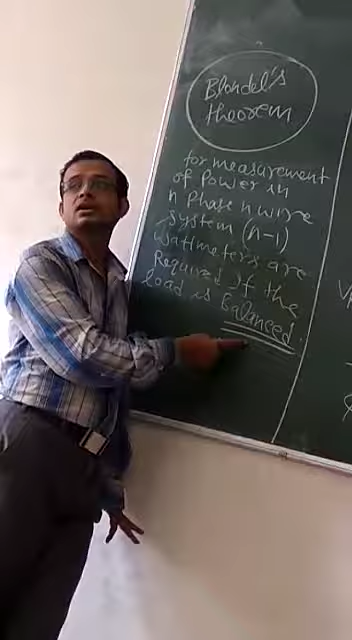 Blondel's
theorem
for measurement
of Power in
n Phase n wire
system (n-1)
wattmeters are
Required if the
load is Balanced.